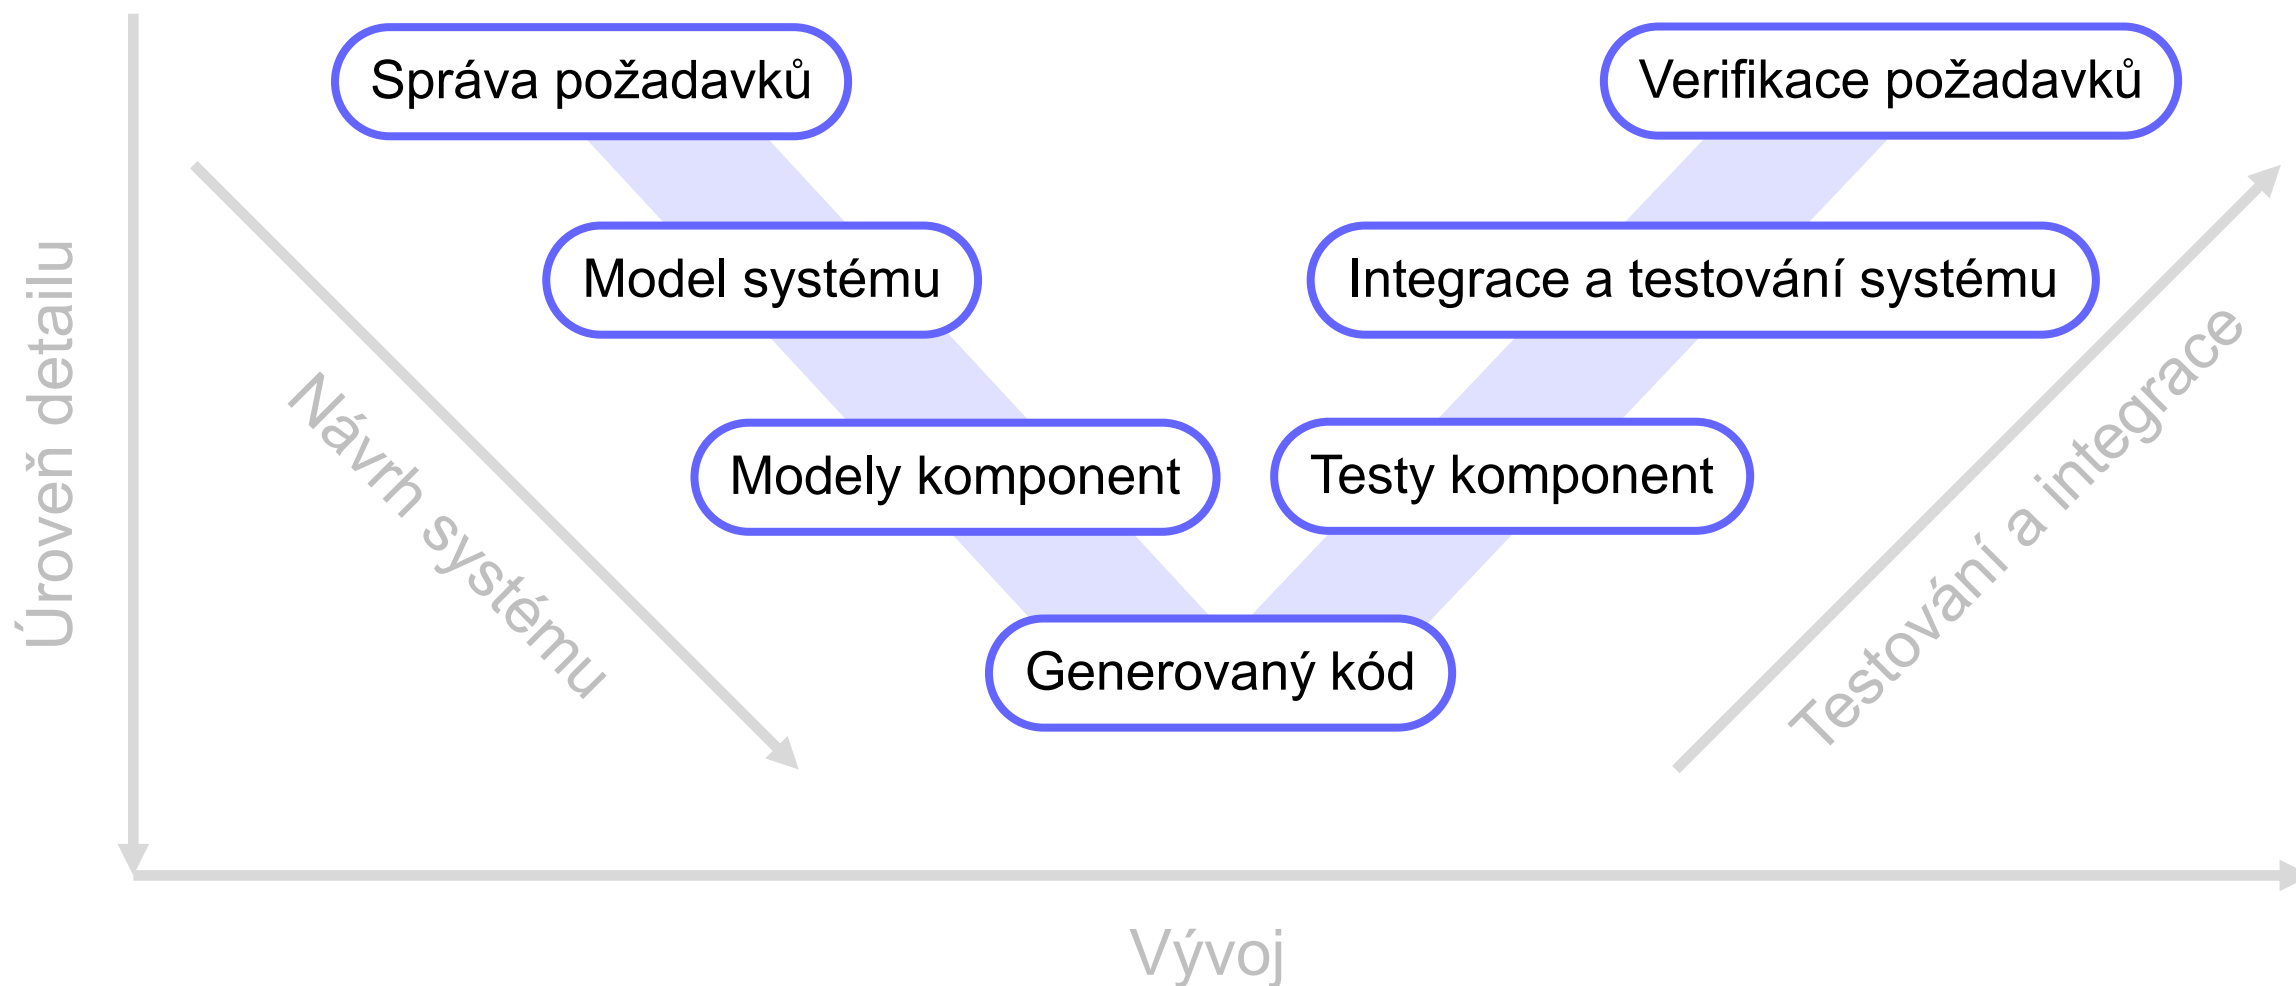 Správa požadavků
Verifikace požadavků
Model systému
Integrace a testování systému
Modely komponent
Testy komponent
Generovaný kód
Úroveň detailu
Návrh systému
Testování a integrace
Vývoj